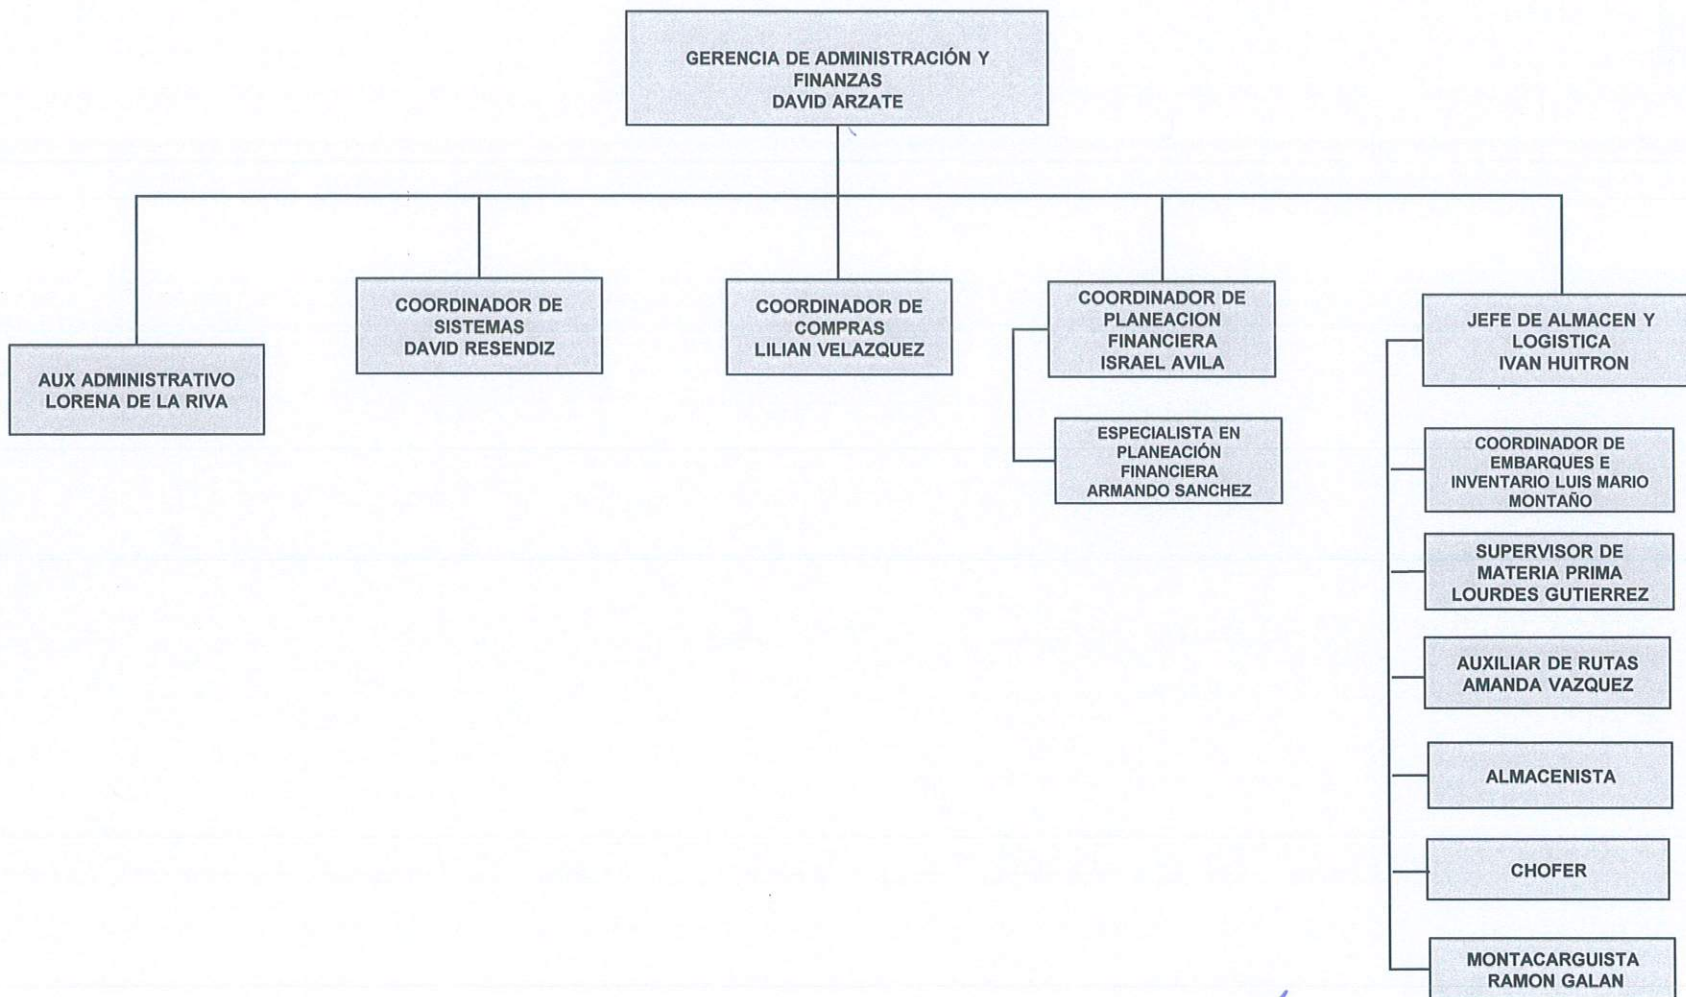 GERENCIA DE ADMINISTRACIÓN Y
FINANZAS
DAVID ARZATE
AUX ADMINISTRATIVO
LORENA DE LA RIVA
COORDINADOR DE
SISTEMAS
DAVID RESENDIZ
COORDINADOR DE
COMPRAS
LILIAN VELAZQUEZ
COORDINADOR DE
PLANEACION
FINANCIERA
ISRAEL AVILA
ESPECIALISTA EN
PLANEACIÓN
FINANCIERA
ARMANDO SANCHEZ
JEFE DE ALMACEN Y
LOGISTICA
IVAN HUITRON
COORDINADOR DE
EMBARQUES E
INVENTARIO LUIS MARIO
MONTAÑO
SUPERVISOR DE
MATERIA PRIMA
LOURDES GUTIERREZ
AUXILIAR DE RUTAS
AMANDA VAZQUEZ
ALMACENISTA
CHOFER
MONTACARGUISTA
RAMON GALAN